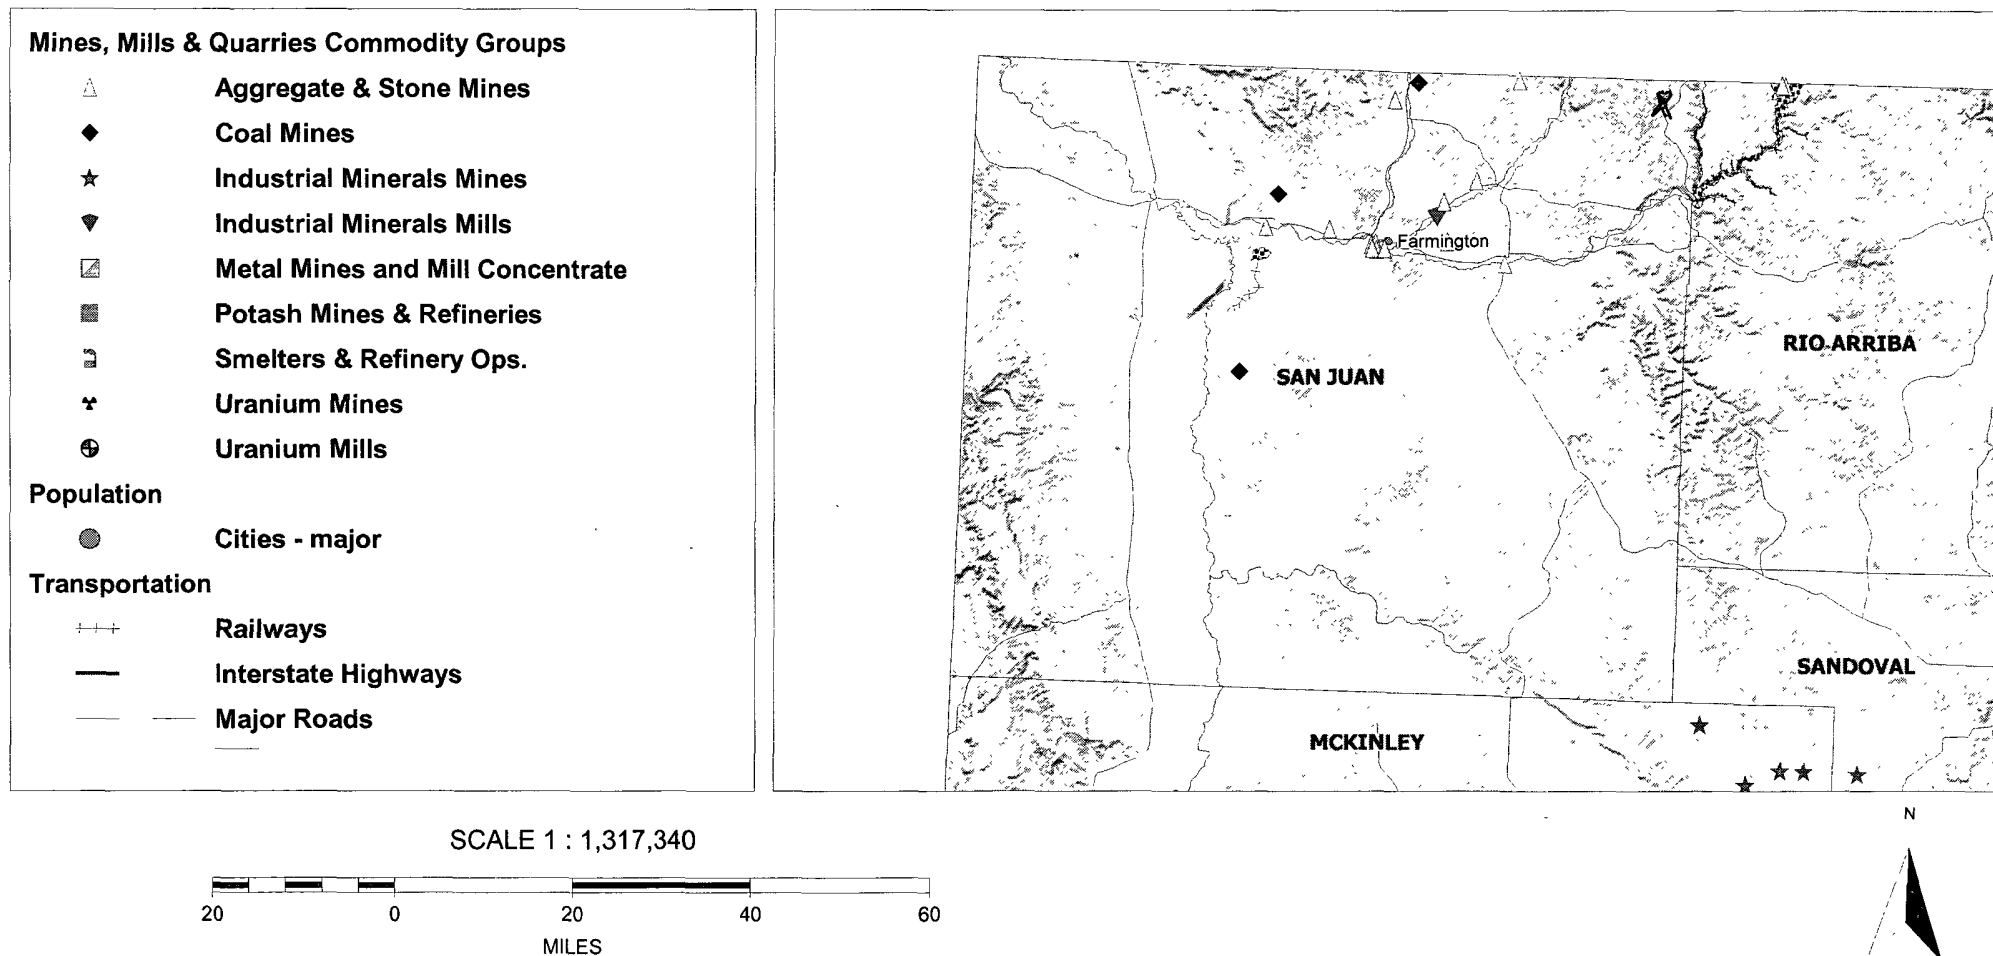 Mines, Mills & Quarries Commodity Groups
Aggregate & Stone Mines
Coal Mines
Industrial Minerals Mines
Industrial Minerals Mills
Metal Mines and Mill Concentrate
Potash Mines & Refineries
Smelters & Refinery Ops.
Uranium Mines
Uranium Mills
Population
Cities - major
Transportation
Railways
Interstate Highways
Major Roads
Farmington
RIO ARRIBA
SAN JUAN
SANDOVAL
MCKINLEY
SCALE 1 : 1,317,340
20 0 20 40 60
MILES
N